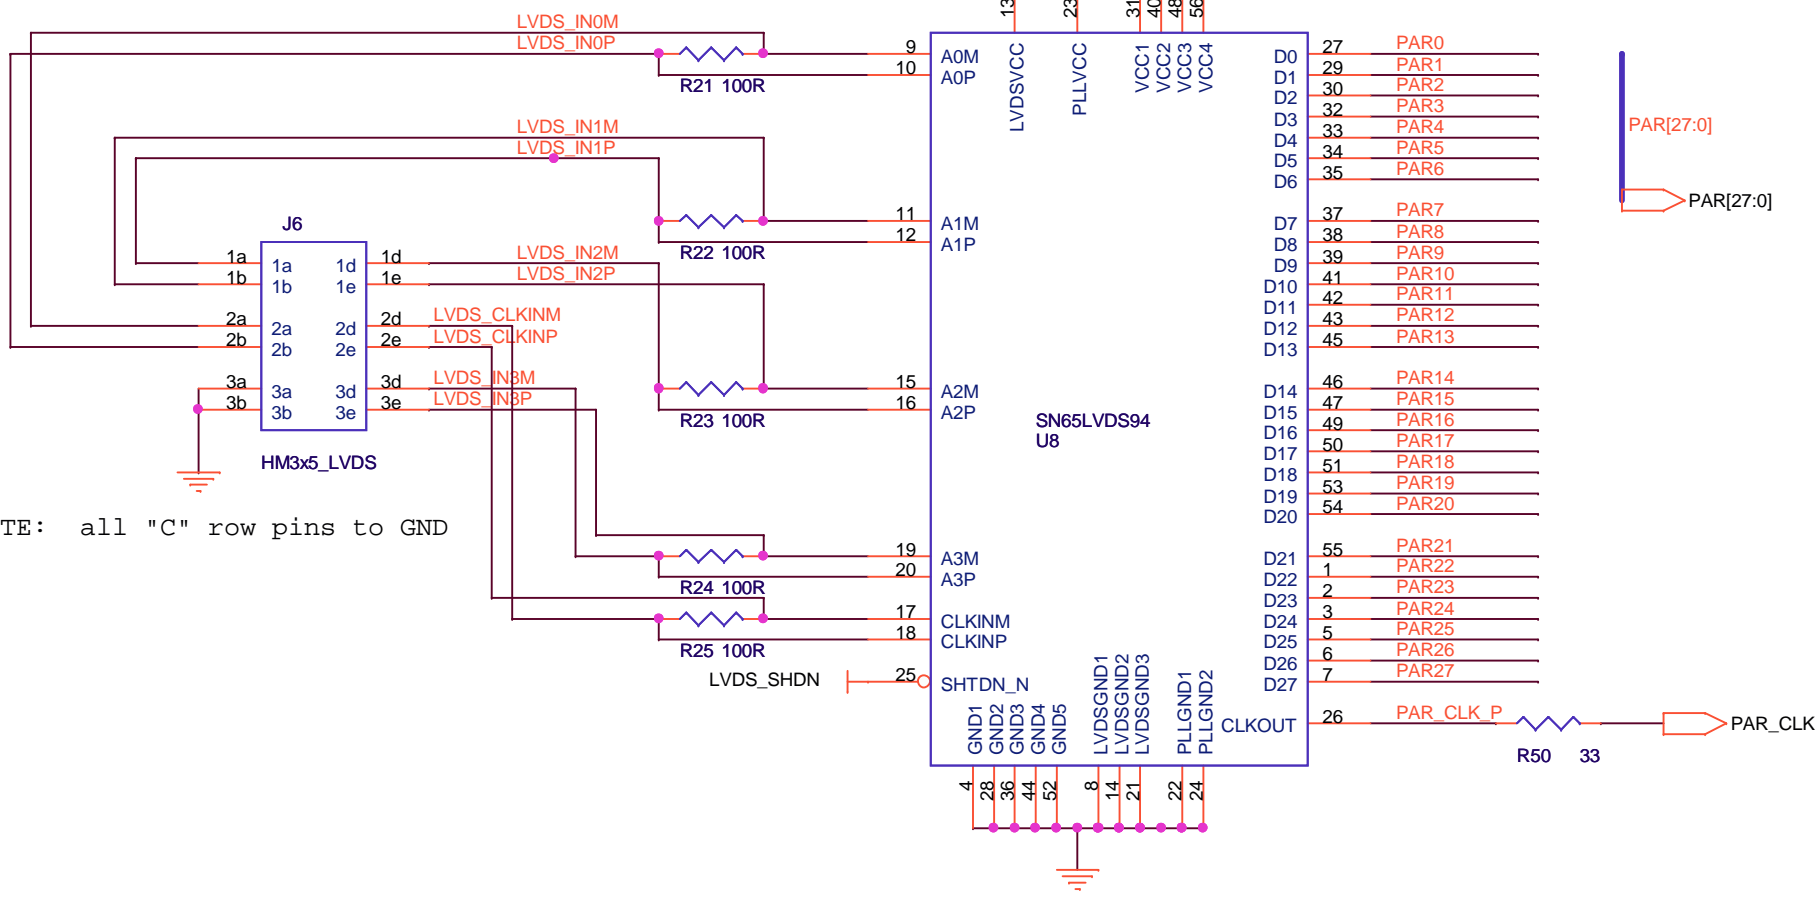 13 23 31 40 48 56
LVDS_IN0M
LVDS_IN0P
R21 100R
LVDS_IN1M
LVDS_IN1P
R22 100R
J6
1a 1a 1d 1d
1b 1b 1e 1e
2a 2a 2d 2d
2b 2b 2e 2e
3a 3a 3d 3d
3b 3b 3e 3e
HM3x5_LVDS
LVDS_IN2M
LVDS_IN2P
LVDS_CLKINM
LVDS_CLKINP
LVDS_IN3M
LVDS_IN3P
R23 100R
TE: all "C" row pins to GND
R24 100R
R25 100R
LVDS_SHDN
9 A0M
10 A0P
11 A1M
12 A1P
15 A2M
16 A2P
19 A3M
20 A3P
17 CLKINM
18 CLKINP
25 SHTDN_N
LVDSVCC
PLLVCC
VCC1
VCC2
VCC3
VCC4
SN65LVDS94
U8
GND1
GND2
GND3
GND4
GND5
LVDSGND1
LVDSGND2
LVDSGND3
PLLGND1
PLLGND2
4 28 36 44 52 8 14 21 22 24
D0 27 PAR0
D1 29 PAR1
D2 30 PAR2
D3 32 PAR3
D4 33 PAR4
D5 34 PAR5
D6 35 PAR6
D7 37 PAR7
D8 38 PAR8
D9 39 PAR9
D10 41 PAR10
D11 42 PAR11
D12 43 PAR12
D13 45 PAR13
D14 46 PAR14
D15 47 PAR15
D16 49 PAR16
D17 50 PAR17
D18 51 PAR18
D19 53 PAR19
D20 54 PAR20
D21 55 PAR21
D22 1 PAR22
D23 2 PAR23
D24 3 PAR24
D25 5 PAR25
D26 6 PAR26
D27 7 PAR27
CLKOUT 26 PAR_CLK_P
R50 33
PAR_CLK
PAR[27:0]
PAR[27:0]